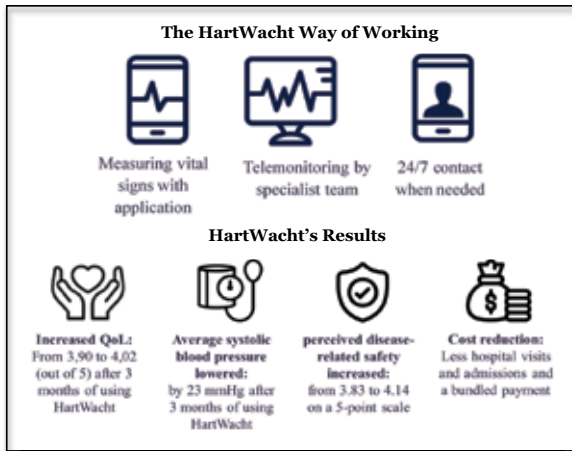 The HartWacht Way of Working
Measuring vital
signs with
application
Telemonitoring by
specialist team
24/7 contact
when needed
HartWacht's Results
Increased QoL:
From 3,90 to 4,02
(out of 5) after 3
months of using
HartWacht
Average systolic
blood pressure
lowered:
by 23 mmHg after
3 months of using
HartWacht
perceived disease-
related safety
increased:
from 3.83 to 4.14
on a 5-point scale
$
Cost reduction:
Less hospital visits
and admissions and
a bundled payment